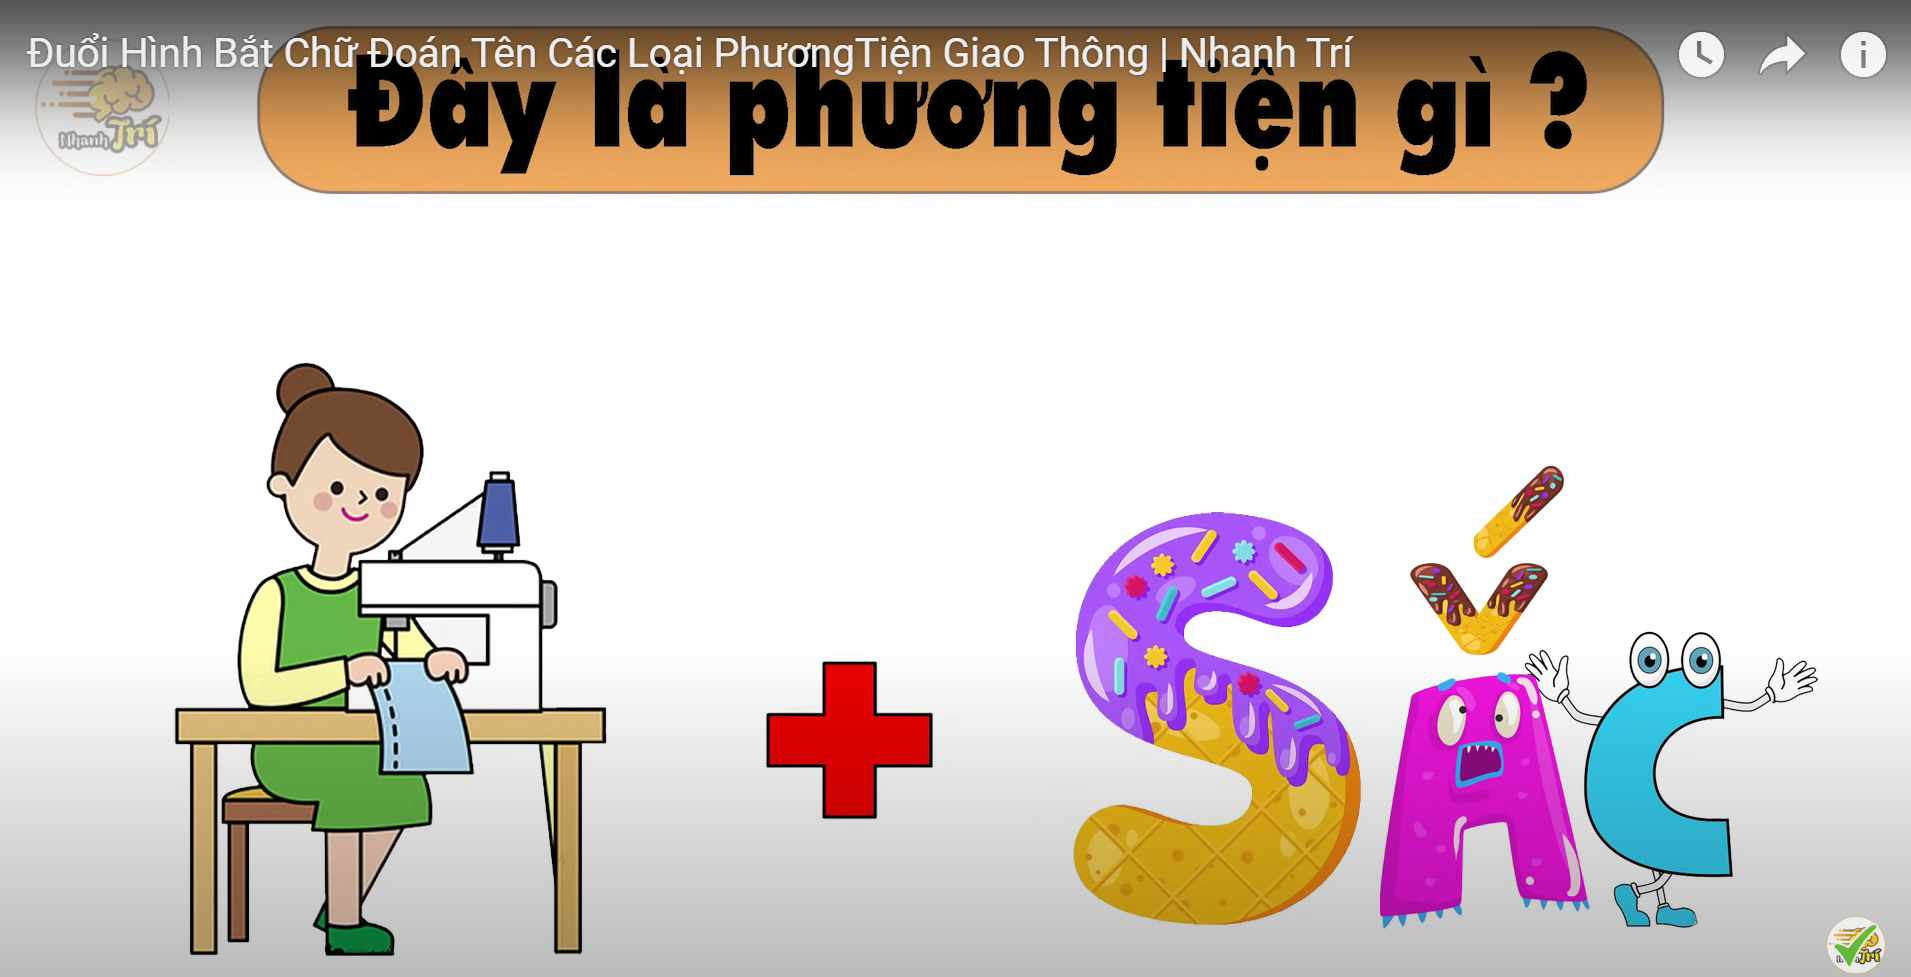 Đuổi Hình Bắt Chữ Đoán Tên Các Loại PhươngTiện Giao Thông | Nhanh Trí
Đây là phương tiện gì ?
Nhanh Trí
SẮC
Trí